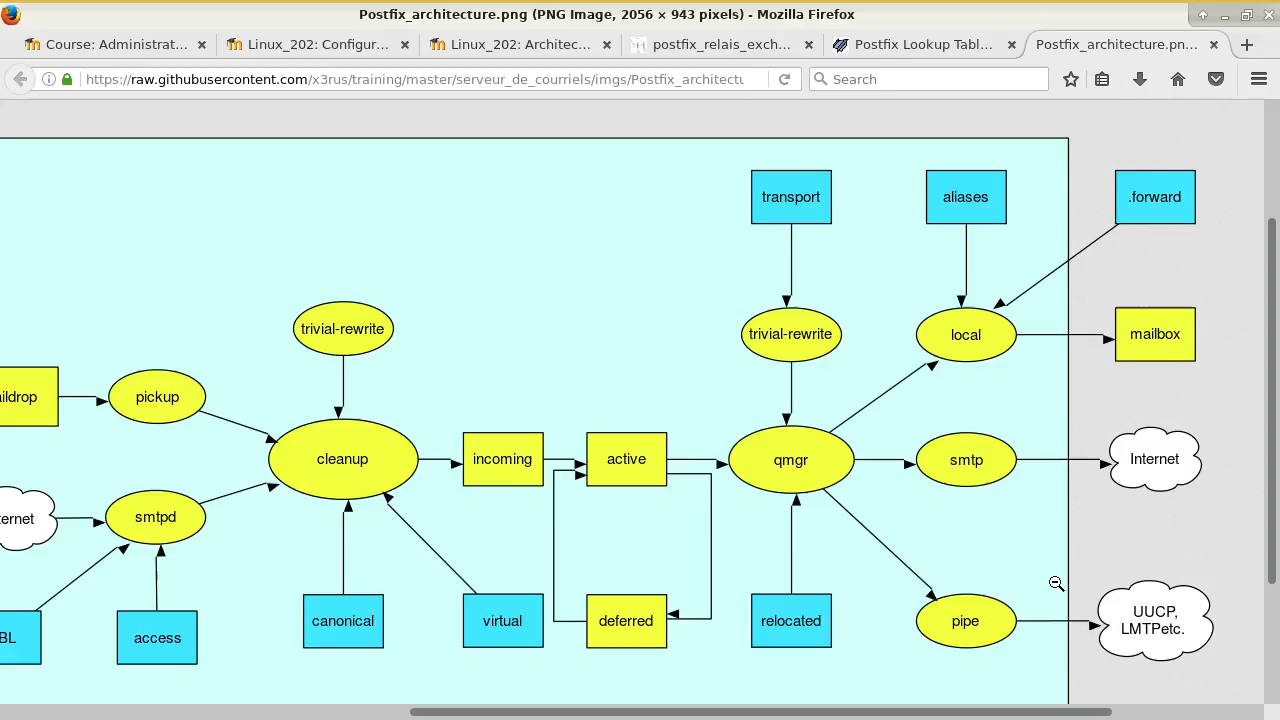 Postfix_architecture.png (PNG Image, 2056 × 943 pixels) - Mozilla Firefox
Course: Administrat...
Linux_202: Configur...
Linux_202: Architec...
postfix_relais_exch...
Postfix Lookup Tabl...
Postfix_architecture.pn...
https://raw.githubusercontent.com/x3rus/training/master/serveur_de_courriels/imgs/Postfix_architectu
Search
transport
aliases
.forward
trivial-rewrite
trivial-rewrite
local
mailbox
aildrop
pickup
cleanup
incoming
active
qmgr
smtp
Internet
ternet
smtpd
canonical
virtual
deferred
relocated
pipe
UUCP,
LMTPetc.
BL
access